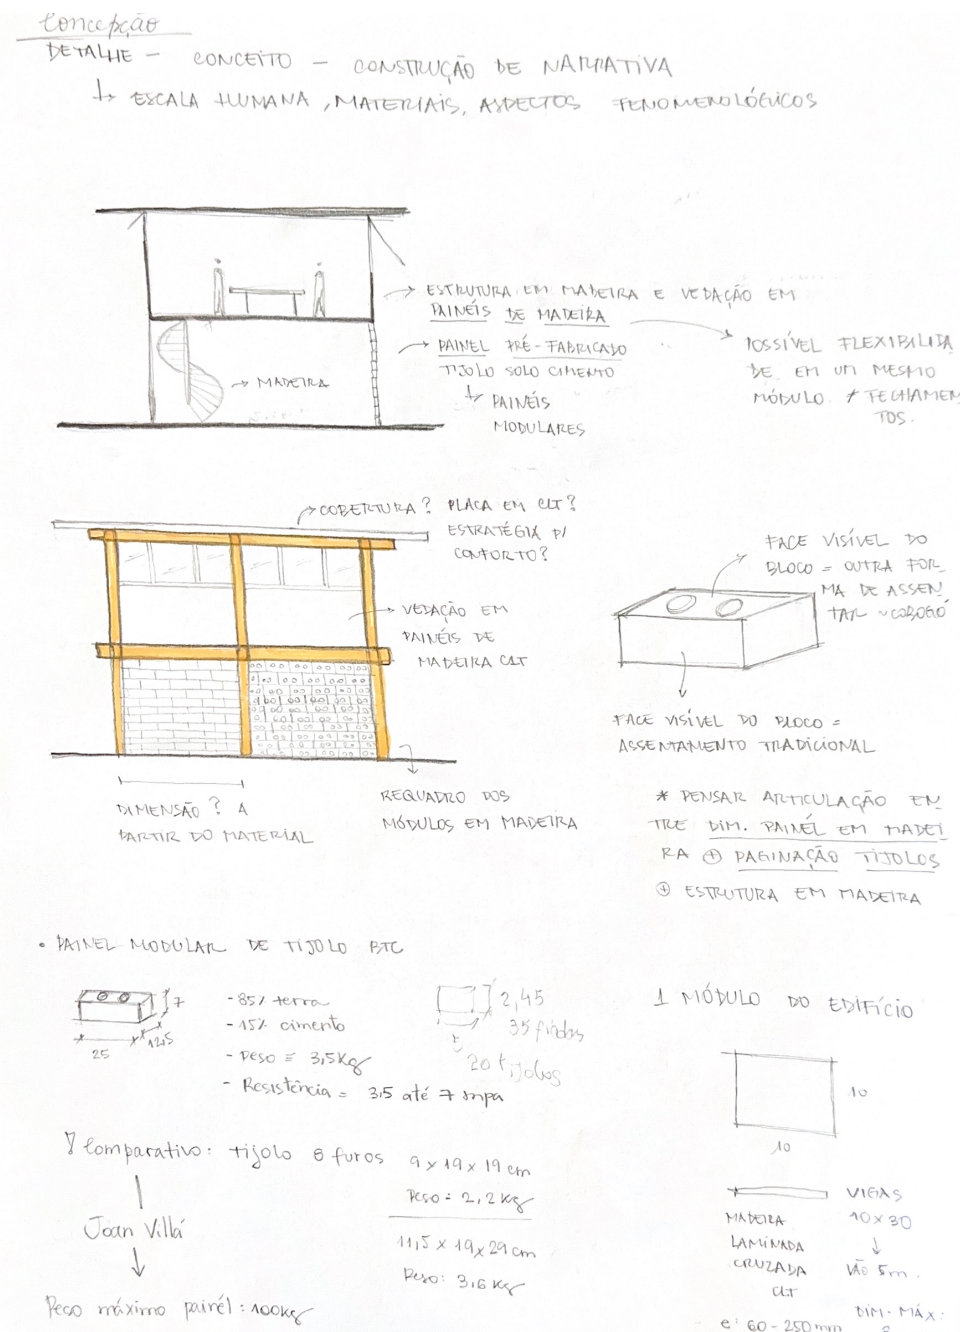 Concepção
DETALHE – CONCEITO – CONSTRUÇÃO DE NARRATIVA
↳ ESCALA HUMANA, MATERIAIS, ASPECTOS FENOMENOLÓGICOS
→ ESTRUTURA EM MADEIRA E VEDAÇÃO EM
PAINÉIS DE MADEIRA
→ PAINEL PRÉ-FABRICADO
TIJOLO SOLO CIMENTO
↳ PAINÉIS
MODULARES
→ MADEIRA
POSSÍVEL FLEXIBILIDA
DE EM UM MESMO
MÓDULO. ≠ FECHAMEN
TOS.
→ COBERTURA? PLACA EM CLT?
ESTRATÉGIA P/
CONFORTO?
→ VEDAÇÃO EM
PAINÉIS DE
MADEIRA CLT
FACE VISÍVEL DO
BLOCO = OUTRA FOR
MA DE ASSEN
TAR ~ COBOGÓ
FACE VISÍVEL DO BLOCO =
ASSENTAMENTO TRADICIONAL
DIMENSÃO? A
PARTIR DO MATERIAL
REQUADRO DOS
MÓDULOS EM MADEIRA
* PENSAR ARTICULAÇÃO EN
TRE DIM. PAINÉL EM MADEI
RA ⊕ PAGINAÇÃO TIJOLOS
⊕ ESTRUTURA EM MADEIRA
• PAINEL MODULAR DE TIJOLO BTC
7
12,5
25
- 85% terra
- 15% cimento
- Peso = 3,5kg
- Resistência = 3,5 até 7 mpa
2,45
35 fiadas
20 tijolos
1 MÓDULO DO EDIFÍCIO
10
10
Comparativo: tijolo 8 furos
9 x 19 x 19 cm
Peso = 2,2kg
11,5 x 19 x 29 cm
Peso: 3,6 kg
Joan Villá
Peso máximo painél: 100kg
MADEIRA
LAMINADA
CRUZADA
CLT
e: 60 - 250 mm
VIGAS
10x30
↓
VÃO 5m.
DIM. MÁX: